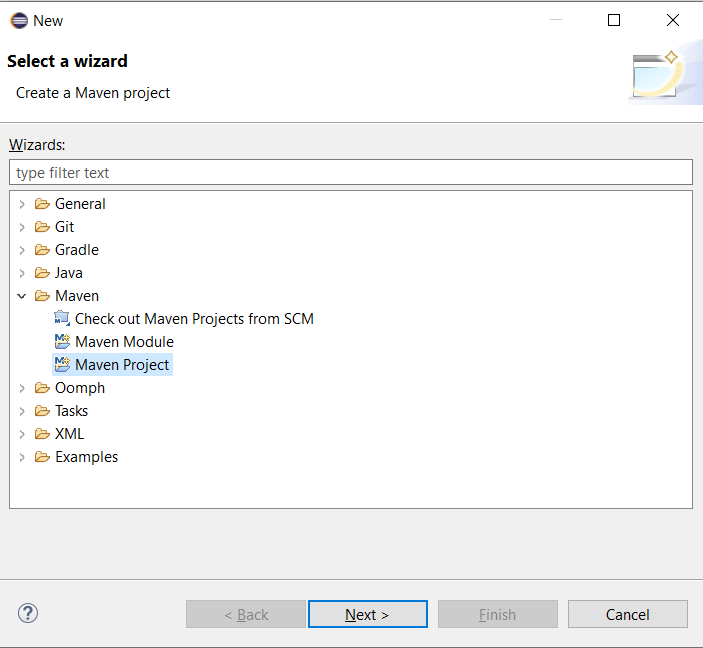 New
Select a wizard
Create a Maven project
Wizards:
type filter text
General
Git
Gradle
Java
Maven
Check out Maven Projects from SCM
Maven Module
Maven Project
Oomph
Tasks
XML
Examples
?
< Back
Next >
Finish
Cancel